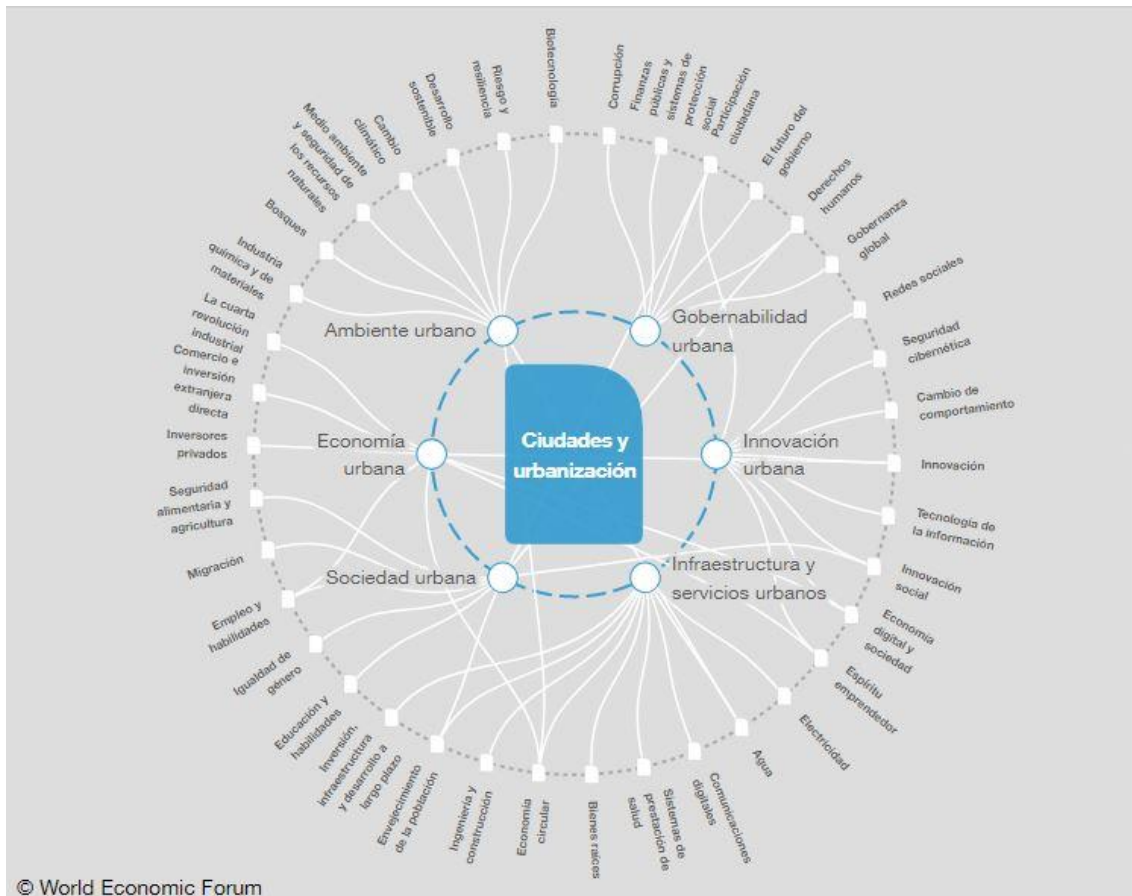 Biotecnología
Corrupción
Finanzas
públicas y
sistemas de
protección
social
Participación
ciudadana
El futuro del
gobierno
Derechos
humanos
Gobernanza
global
Redes sociales
Seguridad
cibernética
Cambio de
comportamiento
Innovación
Tecnología de
la información
Innovación
social
Economía
digital y
sociedad
Espíritu
emprendedor
Electricidad
Agua
Comunicaciones
digitales
Sistemas de
prestación de
salud
Bienes raíces
Economía
circular
Ingeniería y
construcción
Envejecimiento
de la población
Inversión,
infraestructura
y desarrollo a
largo plazo
Educación y
habilidades
Igualdad de
género
Empleo y
habilidades
Migración
Seguridad
alimentaria y
agricultura
Inversores
privados
Comercio e
inversión
extranjera
directa
La cuarta
revolución
industrial
Industria
química y de
materiales
Bosques
Medio ambiente
y seguridad de
los recursos
naturales
Cambio
climático
Desarrollo
sostenible
Riesgo y
resiliencia
Ambiente urbano
Gobernabilidad
urbana
Economía
urbana
Ciudades y
urbanización
Innovación
urbana
Sociedad urbana
Infraestructura y
servicios urbanos
© World Economic Forum